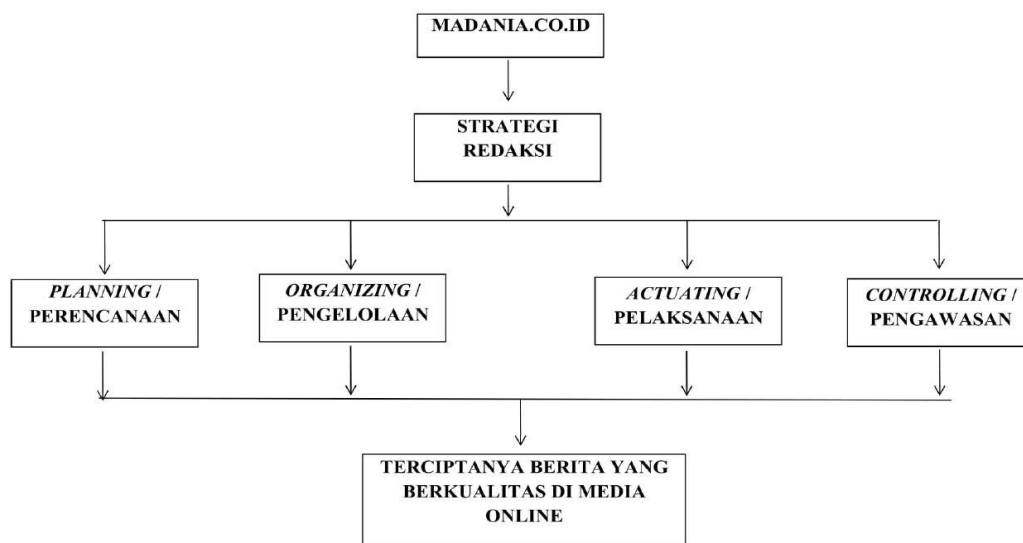 MADANIA.CO.ID
STRATEGI
REDAKSI
PLANNING /
PERENCANAAN
ORGANIZING /
PENGELOLAAN
ACTUATING /
PELAKSANAAN
CONTROLLING /
PENGAWASAN
TERCIPTANYA BERITA YANG
BERKUALITAS DI MEDIA
ONLINE